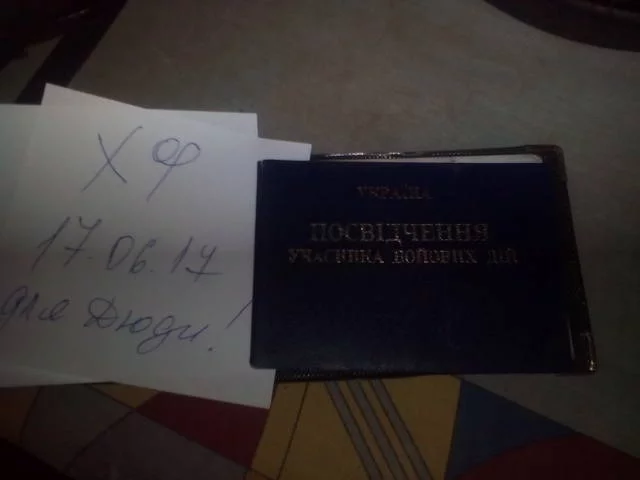 ХФ
17.06.17
для Дюди!
УКРАЇНА
ПОСВІДЧЕННЯ
УЧАСНИКА БОЙОВИХ ДІЙ